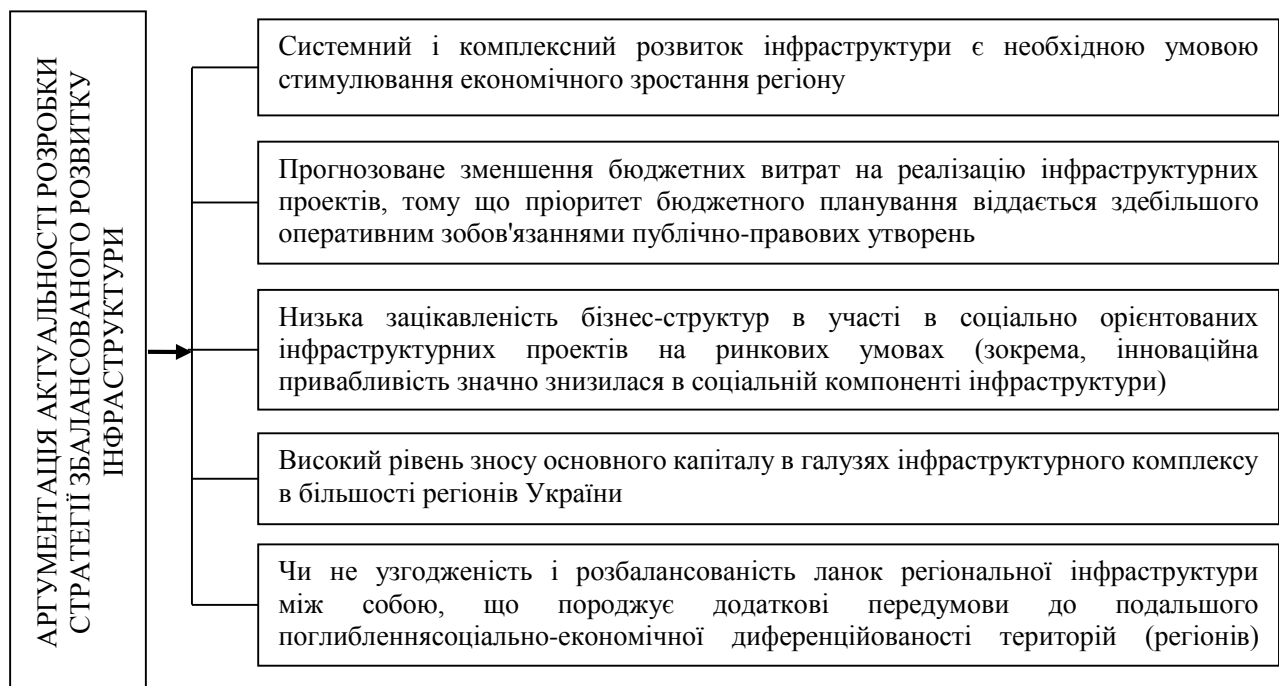 АРГУМЕНТАЦІЯ АКТУАЛЬНОСТІ РОЗРОБКИ
СТРАТЕГІЇ ЗБАЛАНСОВАНОГО РОЗВИТКУ
ІНФРАСТРУКТУРИ
Системний і комплексний розвиток інфраструктури є необхідною умовою
стимулювання економічного зростання регіону
Прогнозоване зменшення бюджетних витрат на реалізацію інфраструктурних
проектів, тому що пріоритет бюджетного планування віддається здебільшого
оперативним зобов'язаннями публічно-правових утворень
Низька зацікавленість бізнес-структур в участі в соціально орієнтованих
інфраструктурних проектів на ринкових умовах (зокрема, інноваційна
привабливість значно знизилася в соціальній компоненті інфраструктури)
Високий рівень зносу основного капіталу в галузях інфраструктурного комплексу
в більшості регіонів України
Чи не узгодженість і розбалансованість ланок регіональної інфраструктури
між собою, що породжує додаткові передумови до подальшого
поглибленнясоціально-економічної диференційованості територій (регіонів)